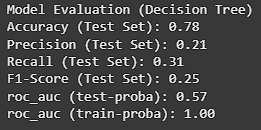 Model Evaluation (Decision Tree)
Accuracy (Test Set): 0.78
Precision (Test Set): 0.21
Recall (Test Set): 0.31
F1-Score (Test Set): 0.25
roc_auc (test-proba): 0.57
roc_auc (train-proba): 1.00